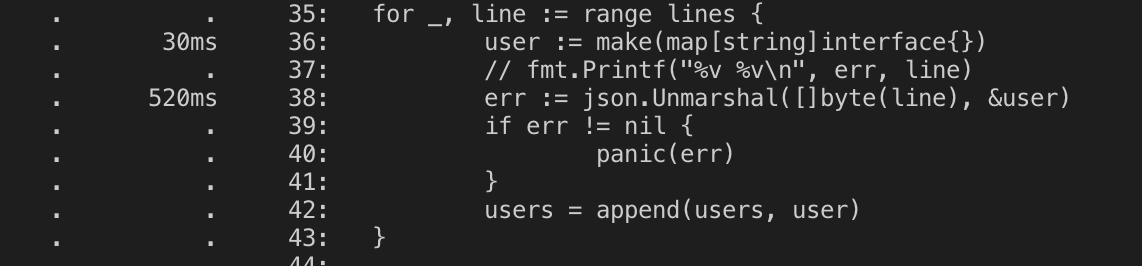 . . 35: for _, line := range lines {
. 30ms 36: user := make(map[string]interface{})
. . 37: // fmt.Printf("%v %v\n", err, line)
. 520ms 38: err := json.Unmarshal([]byte(line), &user)
. . 39: if err != nil {
. . 40: panic(err)
. . 41: }
. . 42: users = append(users, user)
. . 43: }
44: